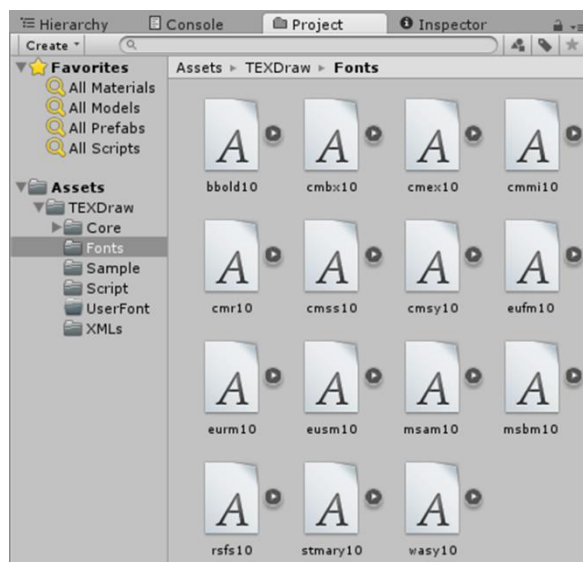 Hierarchy Console Project Inspector
Create
Favorites
All Materials
All Models
All Prefabs
All Scripts
Assets
TEXDraw
Core
Fonts
Sample
Script
UserFont
XMLs
Assets TEXDraw Fonts
bbold10 cmbx10 cmex10 cmmi10
cmr10 cmss10 cmsy10 eufm10
eurm10 eusm10 msam10 msbm10
rsfs10 stmary10 wasy10